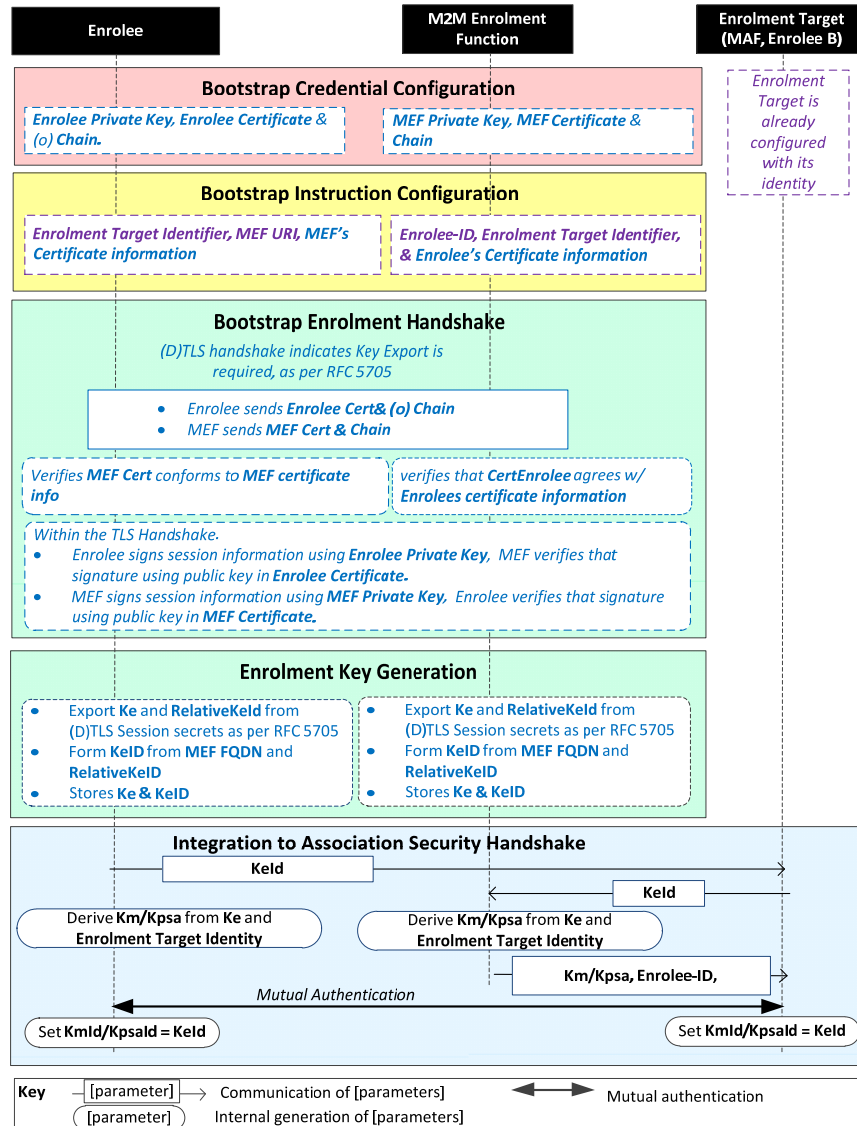 Enrolee
M2M Enrolment
Function
Enrolment Target
(MAF, Enrolee B)
Bootstrap Credential Configuration
Enrolee Private Key, Enrolee Certificate &
(o) Chain.
MEF Private Key, MEF Certificate &
Chain
Enrolment
Target is
already
configured
with its
identity
Bootstrap Instruction Configuration
Enrolment Target Identifier, MEF URI, MEF's
Certificate information
Enrolee-ID, Enrolment Target Identifier,
& Enrolee's Certificate information
Bootstrap Enrolment Handshake
(D)TLS handshake indicates Key Export is
required, as per RFC 5705
• Enrolee sends Enrolee Cert& (o) Chain
• MEF sends MEF Cert & Chain
Verifies MEF Cert conforms to MEF certificate
info
verifies that CertEnrolee agrees w/
Enrolees certificate information
Within the TLS Handshake.
• Enrolee signs session information using Enrolee Private Key, MEF verifies that
signature using public key in Enrolee Certificate.
• MEF signs session information using MEF Private Key, Enrolee verifies that signature
using public key in MEF Certificate.
Enrolment Key Generation
• Export Ke and RelativeKeId from
(D)TLS Session secrets as per RFC 5705
• Form KeID from MEF FQDN and
RelativeKeID
• Stores Ke & KeID
• Export Ke and RelativeKeId from
(D)TLS Session secrets as per RFC 5705
• Form KeID from MEF FQDN and
RelativeKeID
• Stores Ke & KeID
Integration to Association Security Handshake
KeId
KeId
Derive Km/Kpsa from Ke and
Enrolment Target Identity
Derive Km/Kpsa from Ke and
Enrolment Target Identity
Km/Kpsa, Enrolee-ID,
Mutual Authentication
Set KmId/KpsaId = KeId
Set KmId/KpsaId = KeId
Key
[parameter]
Communication of [parameters]
Mutual authentication
[parameter]
Internal generation of [parameters]